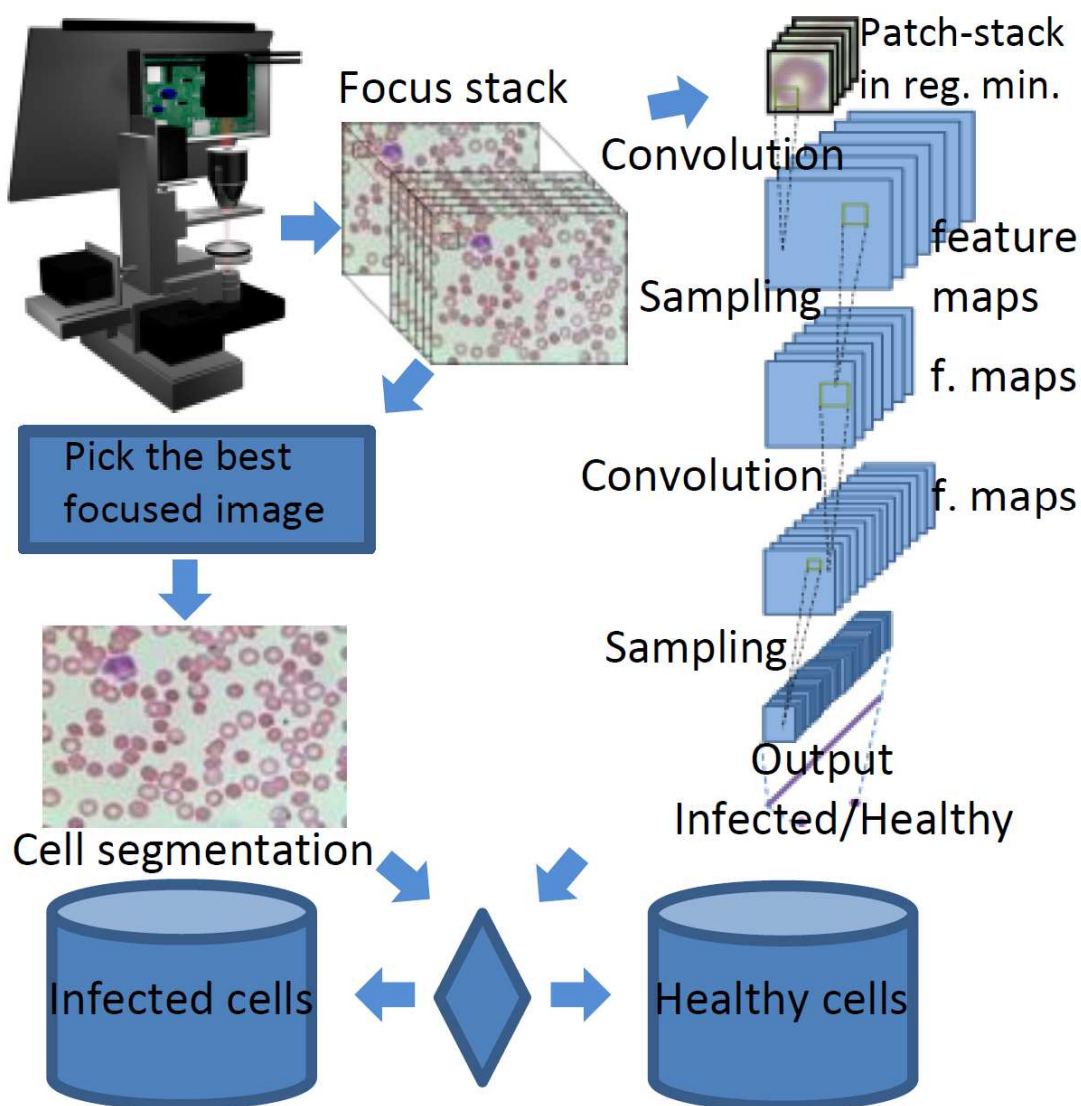 Focus stack
Patch-stack
in reg. min.
Convolution
feature
maps
Sampling
f. maps
Convolution
f. maps
Sampling
Output
Infected/Healthy
Pick the best
focused image
Cell segmentation
Infected cells
Healthy cells